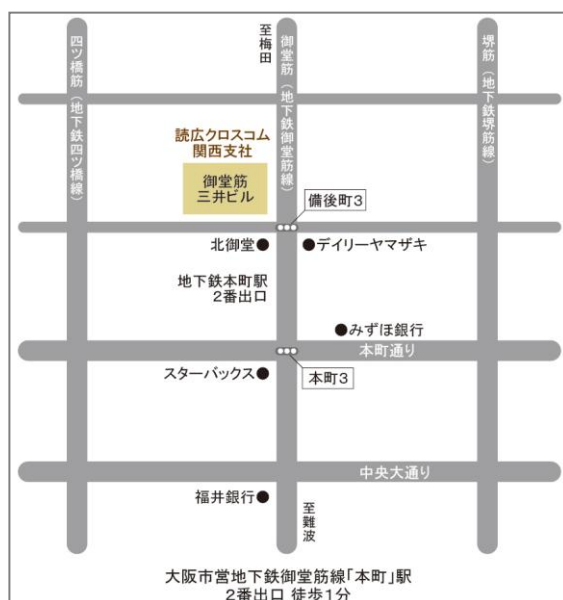 四ツ橋筋（地下鉄四ツ橋線）
至梅田
御堂筋（地下鉄御堂筋線）
堺筋（地下鉄堺筋線）
読広クロスコム
関西支社
御堂筋
三井ビル
備後町3
北御堂
デイリーヤマザキ
地下鉄本町駅
2番出口
みずほ銀行
本町通り
スターバックス
本町3
中央大通り
福井銀行
至難波
大阪市営地下鉄御堂筋線「本町」駅
2番出口 徒歩1分